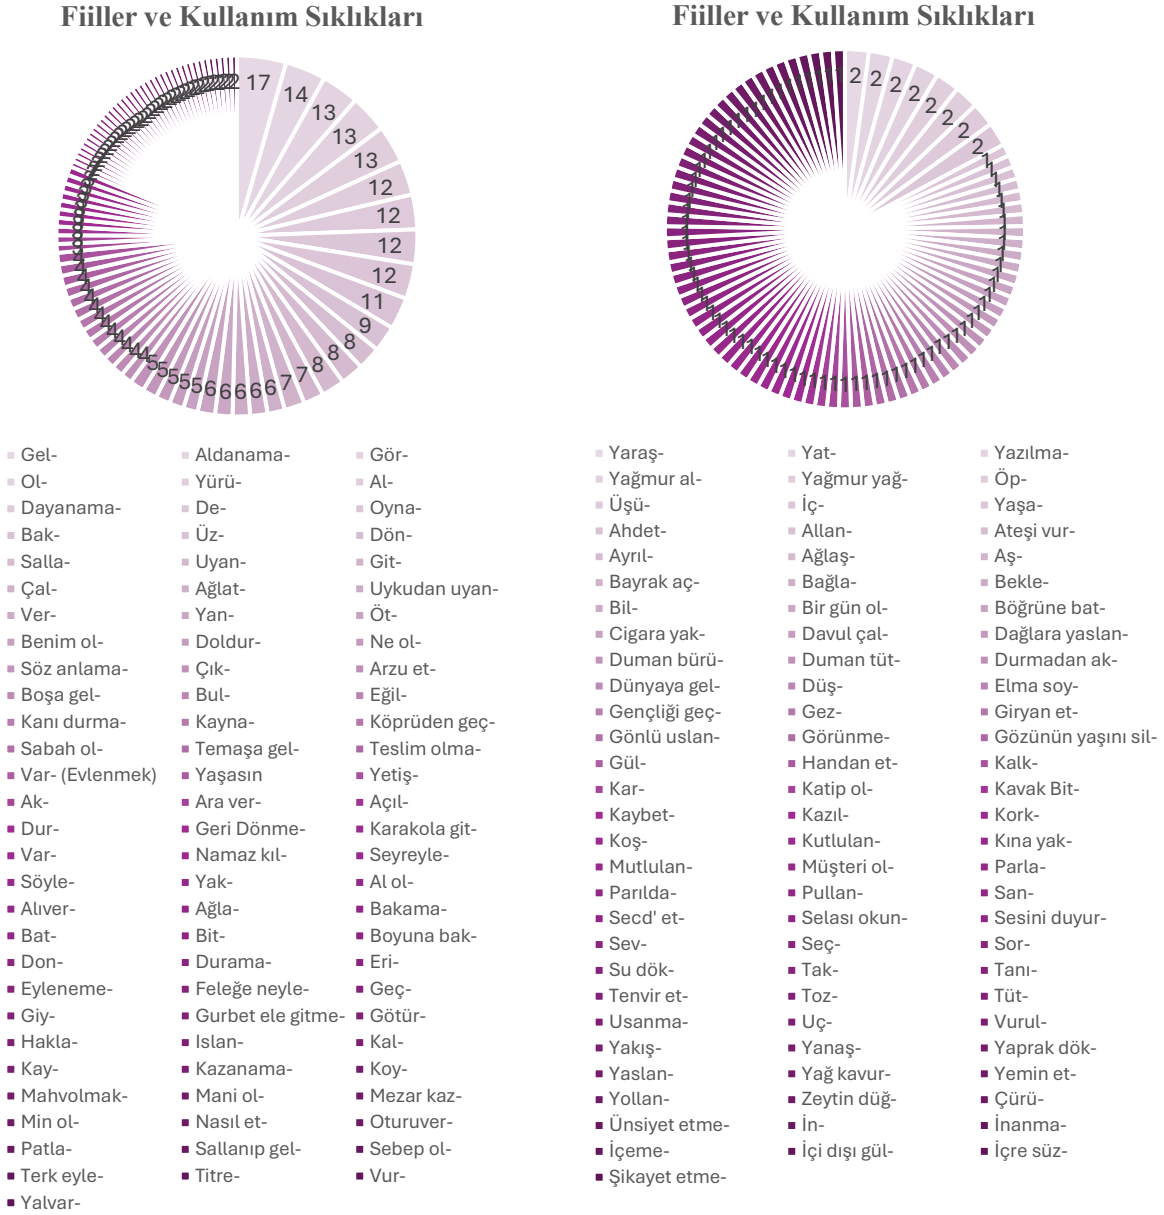 Fiiller ve Kullanım Sıklıkları
17
14
13
13
13
12
12
12
12
11
9
8
8
8
7
7
6
6
6
6
6
5
5
5
5
Gel- Aldanama- Gör-
Ol- Yürü- Al-
Dayanama- De- Oyna-
Bak- Üz- Dön-
Salla- Uyan- Git-
Çal- Ağlat- Uykudan uyan-
Ver- Yan- Öt-
Benim ol- Doldur- Ne ol-
Söz anlama- Çık- Arzu et-
Boşa gel- Bul- Eğil-
Kanı durma- Kayna- Köprüden geç-
Sabah ol- Temaşa gel- Teslim olma-
Var- (Evlenmek) Yaşasın Yetiş-
Ak- Ara ver- Açıl-
Dur- Geri Dönme- Karakola git-
Var- Namaz kıl- Seyreyle-
Söyle- Yak- Al ol-
Alıver- Ağla- Bakama-
Bat- Bit- Boyuna bak-
Don- Durama- Eri-
Eyleneme- Feleğe neyle- Geç-
Giy- Gurbet ele gitme- Götür-
Hakla- Islan- Kal-
Kay- Kazanama- Koy-
Mahvolmak- Mani ol- Mezar kaz-
Min ol- Nasıl et- Oturuver-
Patla- Sallanıp gel- Sebep ol-
Terk eyle- Titre- Vur-
Yalvar-
Fiiller ve Kullanım Sıklıkları
2
2
2
2
2
2
2
2
Yaraş- Yat- Yazılma-
Yağmur al- Yağmur yağ- Öp-
Üşü- İç- Yaşa-
Ahdet- Allan- Ateşi vur-
Ayrıl- Ağlaş- Aş-
Bayrak aç- Bağla- Bekle-
Bil- Bir gün ol- Böğrüne bat-
Cigara yak- Davul çal- Dağlara yaslan-
Duman bürü- Duman tüt- Durmadan ak-
Dünyaya gel- Düş- Elma soy-
Gençliği geç- Gez- Giryan et-
Gönlü uslan- Görünme- Gözünün yaşını sil-
Gül- Handan et- Kalk-
Kar- Katip ol- Kavak Bit-
Kaybet- Kazıl- Kork-
Koş- Kutlulan- Kına yak-
Mutlulan- Müşteri ol- Parla-
Parılda- Pullan- San-
Secd' et- Selası okun- Sesini duyur-
Sev- Seç- Sor-
Su dök- Tak- Tanı-
Tenvir et- Toz- Tüt-
Usanma- Uç- Vurul-
Yakış- Yanaş- Yaprak dök-
Yaslan- Yağ kavur- Yemin et-
Yollan- Zeytin düğ- Çürü-
Ünsiyet etme- İn- İnanma-
İçeme- İçi dışı gül- İçre süz-
Şikayet etme-